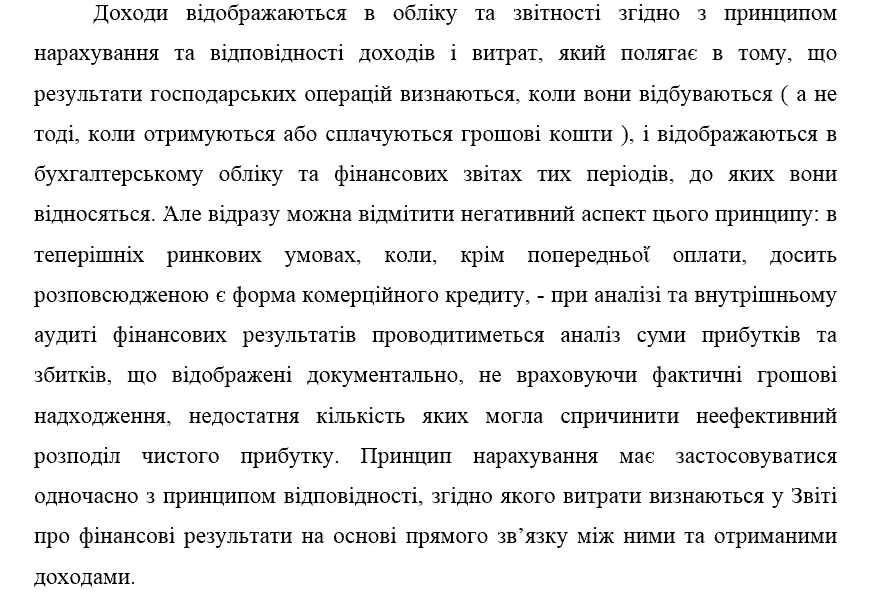 Доходи відображаються в обліку та звітності згідно з принципом
нарахування та відповідності доходів і витрат, який полягає в тому, що
результати господарських операцій визнаються, коли вони відбуваються ( а не
тоді, коли отримуються або сплачуються грошові кошти ), і відображаються в
бухгалтерському обліку та фінансових звітах тих періодів, до яких вони
відносяться. Але відразу можна відмітити негативний аспект цього принципу: в
теперішніх ринкових умовах, коли, крім попередньої оплати, досить
розповсюдженою є форма комерційного кредиту, - при аналізі та внутрішньому
аудиті фінансових результатів проводитиметься аналіз суми прибутків та
збитків, що відображені документально, не враховуючи фактичні грошові
надходження, недостатня кількість яких могла спричинити неефективний
розподіл чистого прибутку. Принцип нарахування має застосовуватися
одночасно з принципом відповідності, згідно якого витрати визнаються у Звіті
про фінансові результати на основі прямого зв’язку між ними та отриманими
доходами.